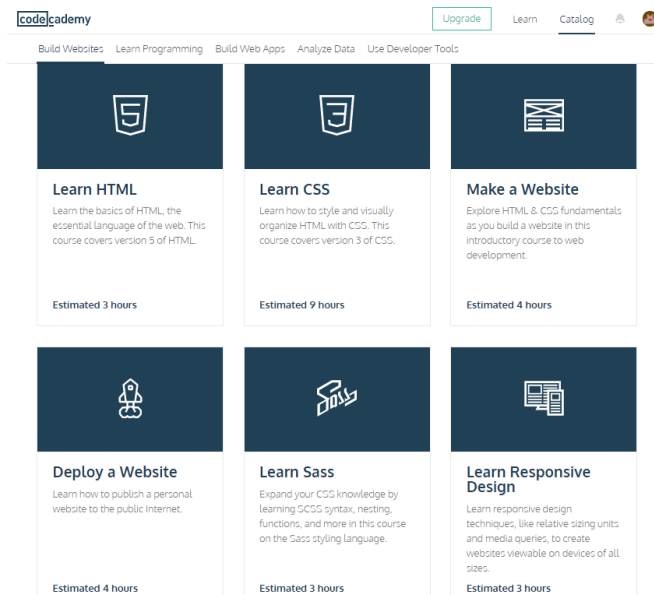 codecademy
Upgrade Learn Catalog
Build Websites Learn Programming Build Web Apps Analyze Data Use Developer Tools
5
3
Learn HTML
Learn the basics of HTML, the
essential language of the web. This
course covers version 5 of HTML.
Estimated 3 hours
Learn CSS
Learn how to style and visually
organize HTML with CSS. This
course covers version 3 of CSS.
Estimated 9 hours
Make a Website
Explore HTML & CSS fundamentals
as you build a website in this
introductory course to web
development.
Estimated 4 hours
Deploy a Website
Learn how to publish a personal
website to the public Internet.
Estimated 4 hours
Sass
Learn Sass
Expand your CSS knowledge by
learning SCSS syntax, nesting,
functions, and more in this course
on the Sass styling language.
Estimated 3 hours
Learn Responsive
Design
Learn responsive design
techniques, like relative sizing units
and media queries, to create
websites viewable on devices of all
sizes.
Estimated 3 hours